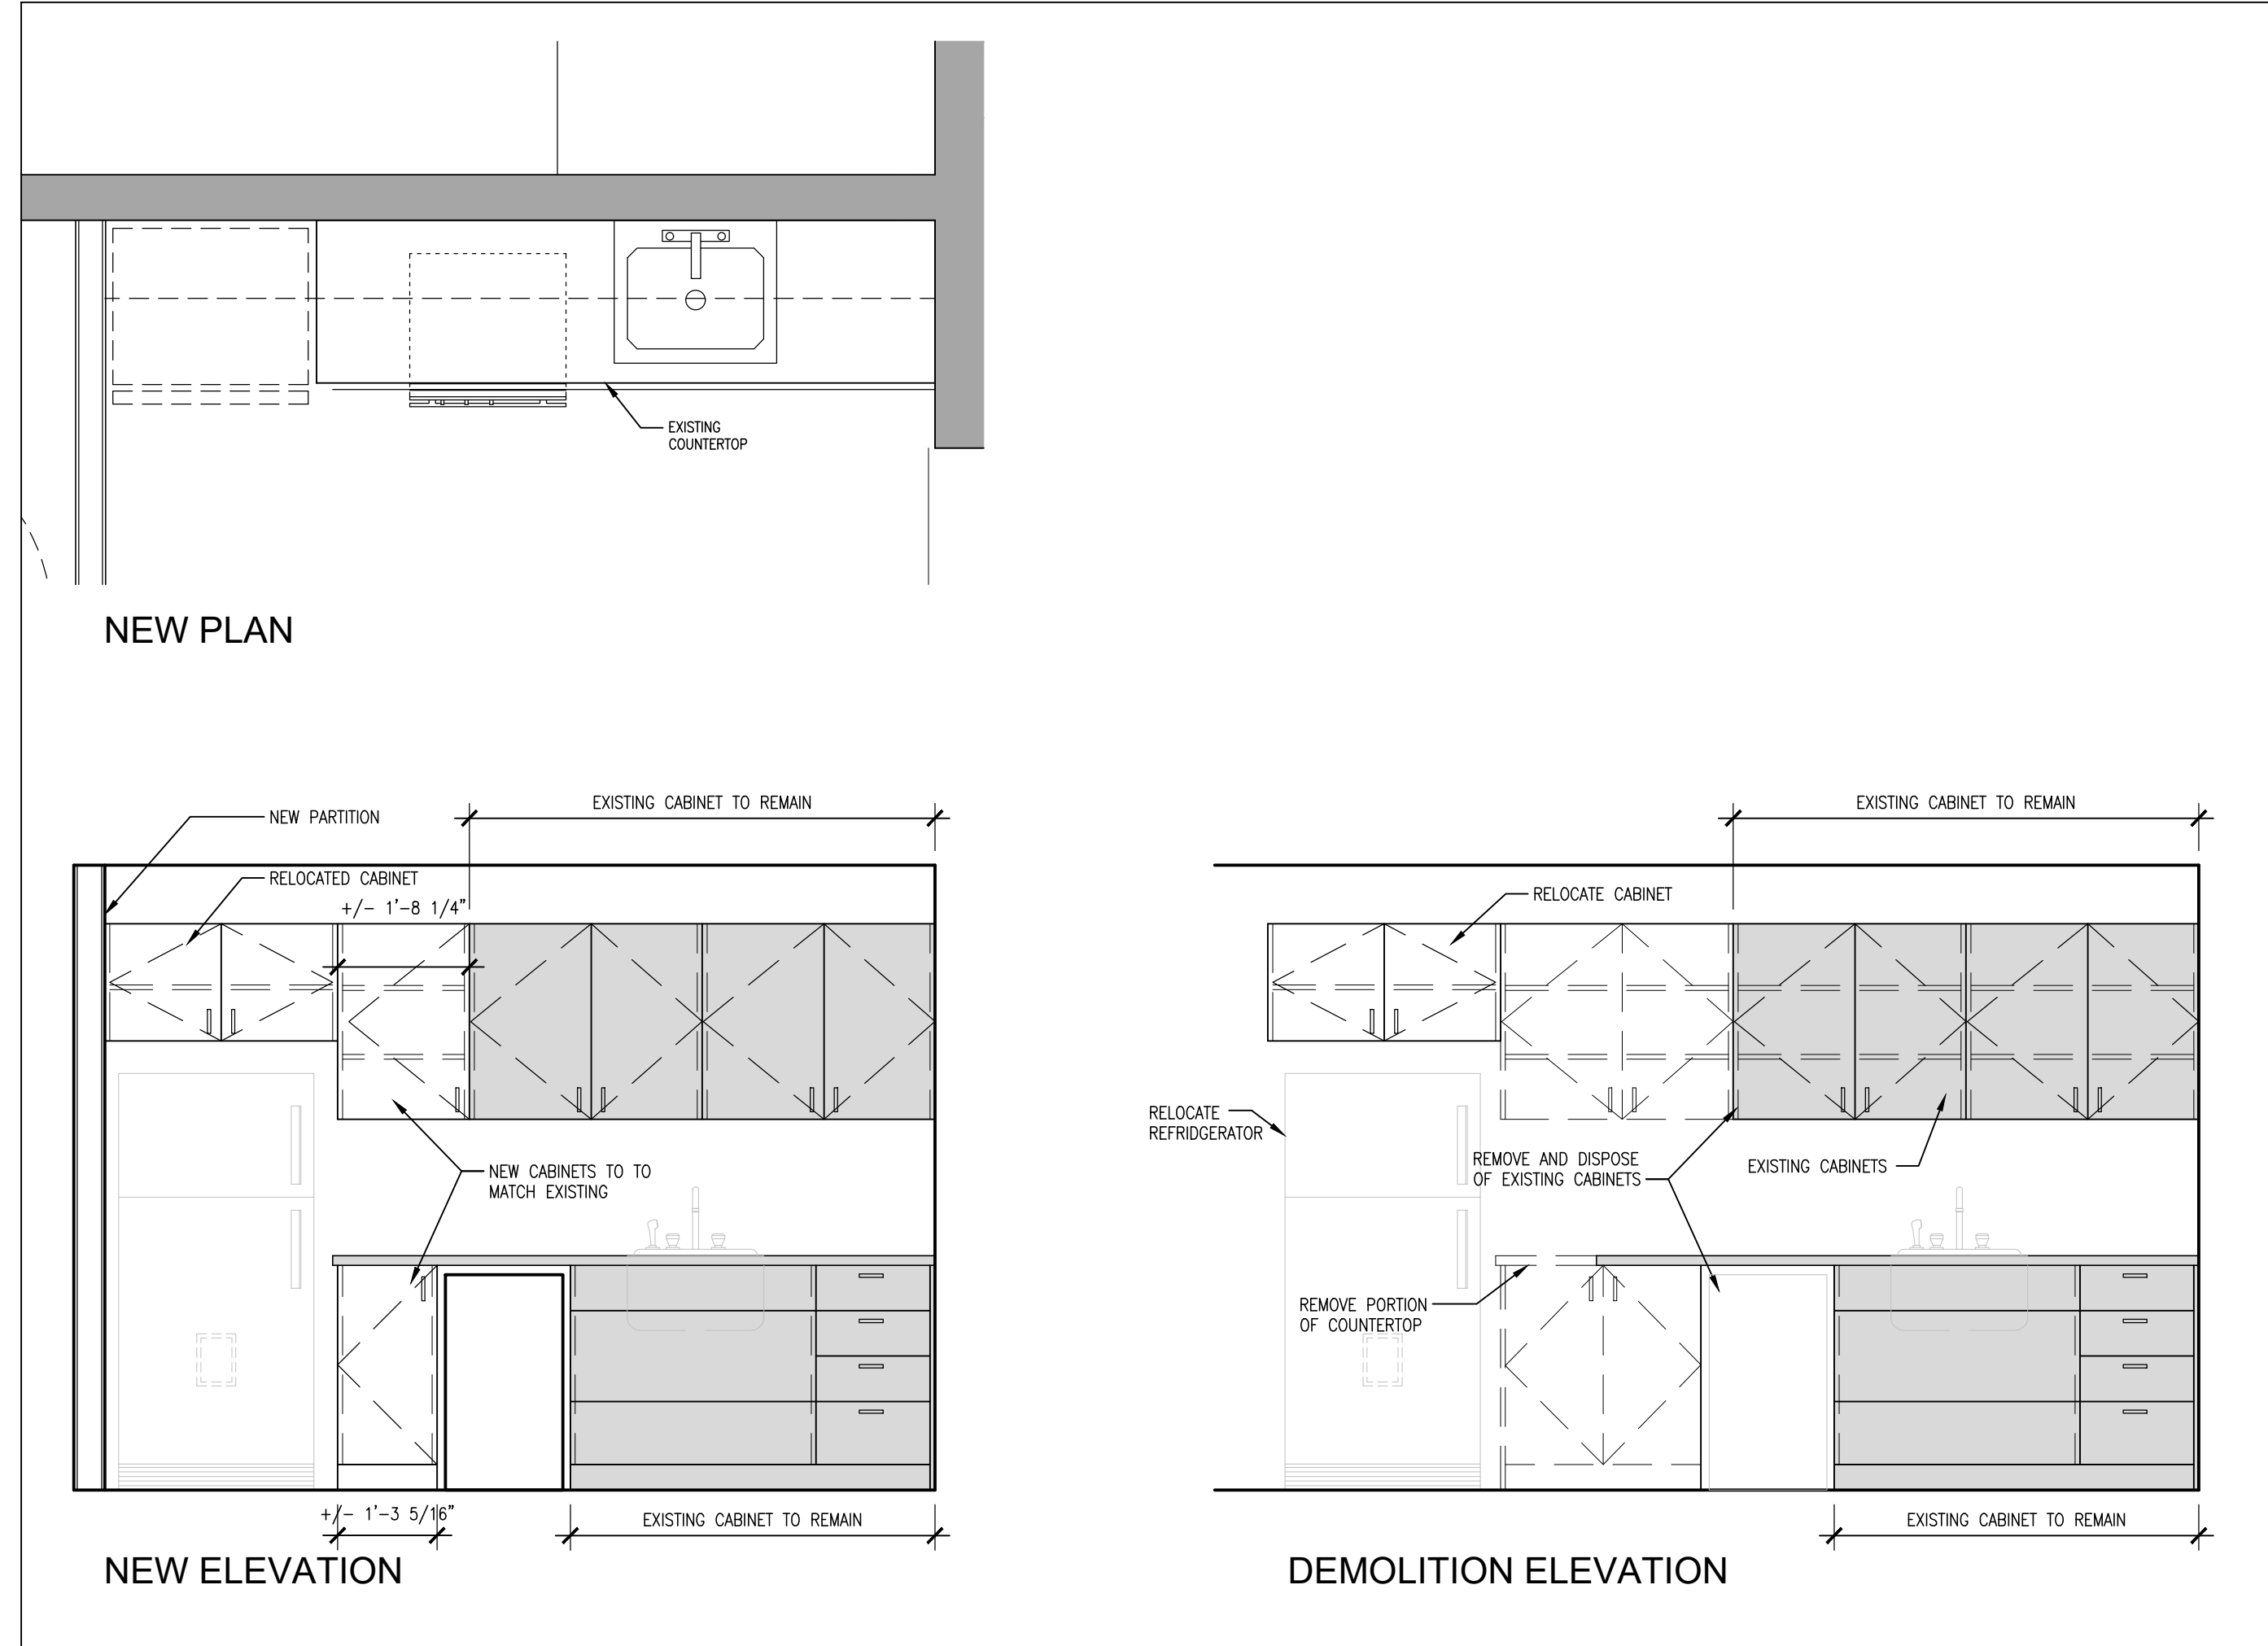 EXISTING
COUNTERTOP
NEW PLAN
EXISTING CABINET TO REMAIN
NEW PARTITION
RELOCATED CABINET
+/- 1'-8 1/4"
NEW CABINETS TO TO
MATCH EXISTING
+/- 1'-3 5/16"
EXISTING CABINET TO REMAIN
NEW ELEVATION
EXISTING CABINET TO REMAIN
RELOCATE CABINET
RELOCATE
REFRIDGERATOR
REMOVE AND DISPOSE
OF EXISTING CABINETS
EXISTING CABINETS
REMOVE PORTION
OF COUNTERTOP
EXISTING CABINET TO REMAIN
DEMOLITION ELEVATION